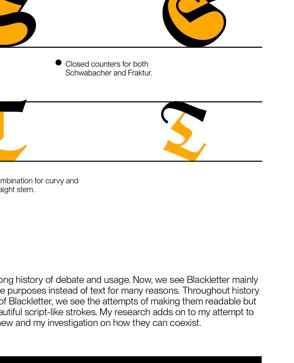 Closed counters for both
Schwabacher and Fraktur.
mbination for curvy and
aight stem.
ong history of debate and usage. Now, we see Blackletter mainly
e purposes instead of text for many reasons. Throughout history
of Blackletter, we see the attempts of making them readable but
autiful script-like strokes. My research adds on to my attempt to
new and my investigation on how they can coexist.